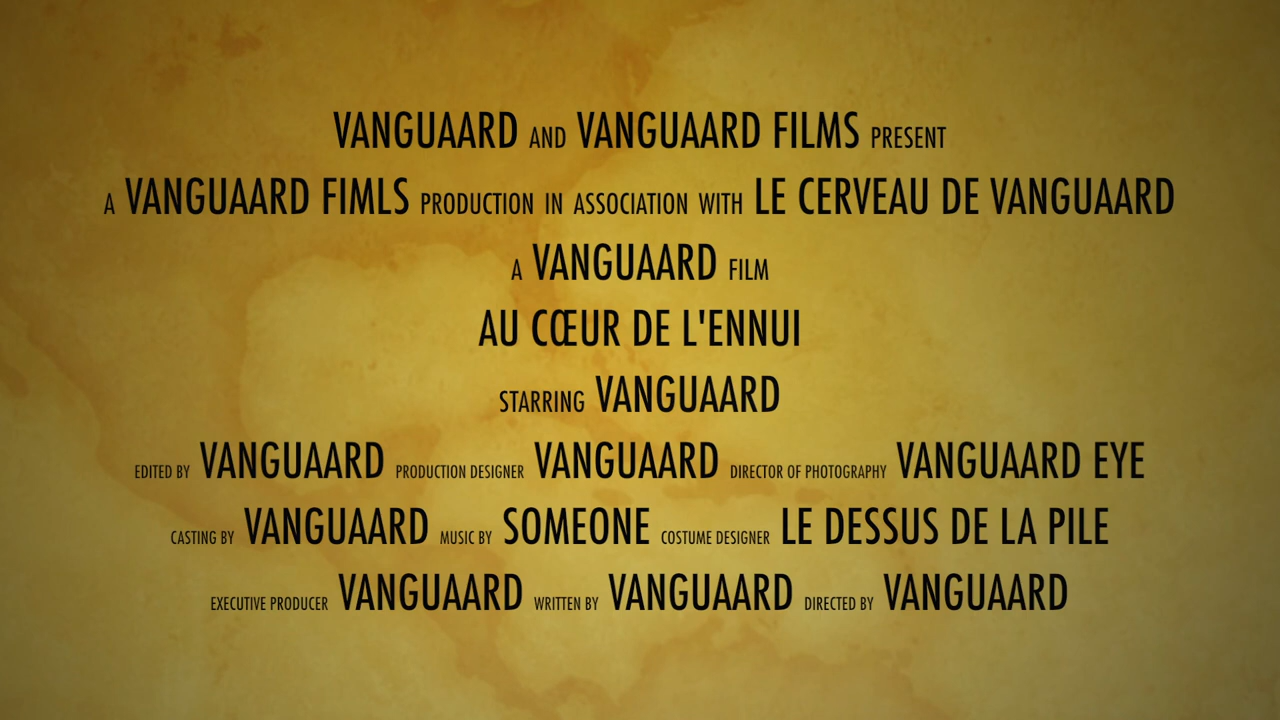 VANGUAARD AND VANGUAARD FILMS PRESENT
A VANGUAARD FIMLS PRODUCTION IN ASSOCIATION WITH LE CERVEAU DE VANGUAARD
A VANGUAARD FILM
AU CŒUR DE L'ENNUI
STARRING VANGUAARD
EDITED BY VANGUAARD PRODUCTION DESIGNER VANGUAARD DIRECTOR OF PHOTOGRAPHY VANGUAARD EYE
CASTING BY VANGUAARD MUSIC BY SOMEONE COSTUME DESIGNER LE DESSUS DE LA PILE
EXECUTIVE PRODUCER VANGUAARD WRITTEN BY VANGUAARD DIRECTED BY VANGUAARD